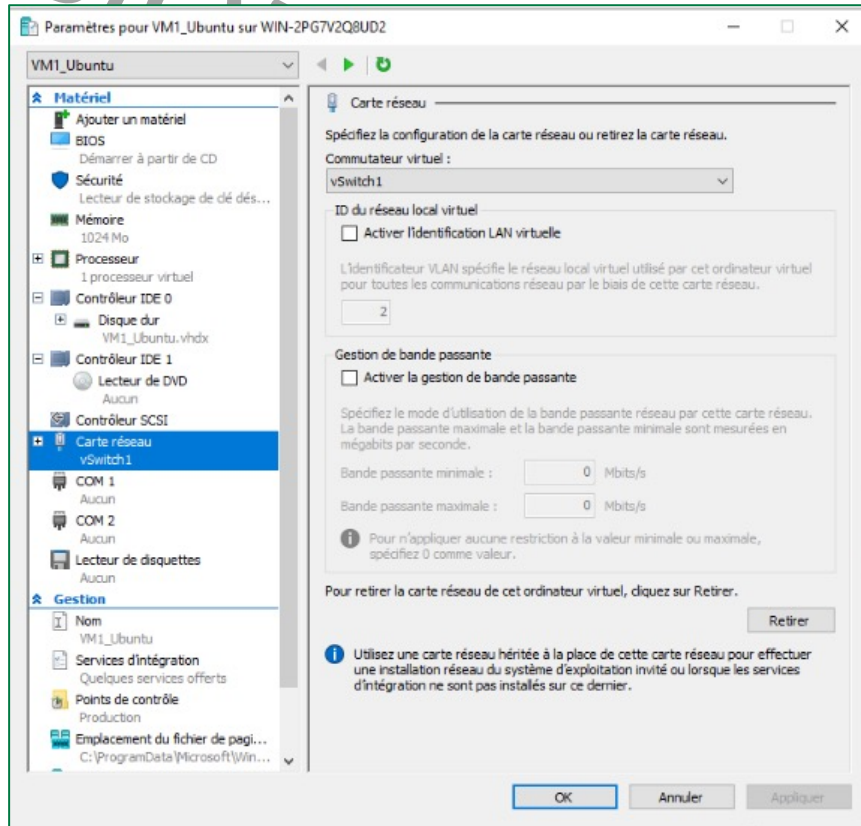 Paramètres pour VM1_Ubuntu sur WIN-2PG7V2Q8UD2
VM1_Ubuntu
Matériel
Ajouter un matériel
BIOS
Démarrer à partir de CD
Sécurité
Lecteur de stockage de clé dés...
Mémoire
1024 Mo
Processeur
1 processeur virtuel
Contrôleur IDE 0
Disque dur
VM1_Ubuntu.vhdx
Contrôleur IDE 1
Lecteur de DVD
Aucun
Contrôleur SCSI
Carte réseau
vSwitch1
COM 1
Aucun
COM 2
Aucun
Lecteur de disquettes
Aucun
Gestion
Nom
VM1_Ubuntu
Services d'intégration
Quelques services offerts
Points de contrôle
Production
Emplacement du fichier de pagi...
C:\ProgramData\Microsoft\Win...
Carte réseau
Spécifiez la configuration de la carte réseau ou retirez la carte réseau.
Commutateur virtuel :
vSwitch1
ID du réseau local virtuel
Activer l'identification LAN virtuelle
L'identificateur VLAN spécifie le réseau local virtuel utilisé par cet ordinateur virtuel
pour toutes les communications réseau par le biais de cette carte réseau.
2
Gestion de bande passante
Activer la gestion de bande passante
Spécifiez le mode d'utilisation de la bande passante réseau par cette carte réseau.
La bande passante maximale et la bande passante minimale sont mesurées en
mégabits par seconde.
Bande passante minimale : 0 Mbits/s
Bande passante maximale : 0 Mbits/s
Pour n'appliquer aucune restriction à la valeur minimale ou maximale,
spécifiez 0 comme valeur.
Pour retirer la carte réseau de cet ordinateur virtuel, cliquez sur Retirer.
Retirer
Utilisez une carte réseau héritée à la place de cette carte réseau pour effectuer
une installation réseau du système d'exploitation invité ou lorsque les services
d'intégration ne sont pas installés sur ce dernier.
OK Annuler Appliquer